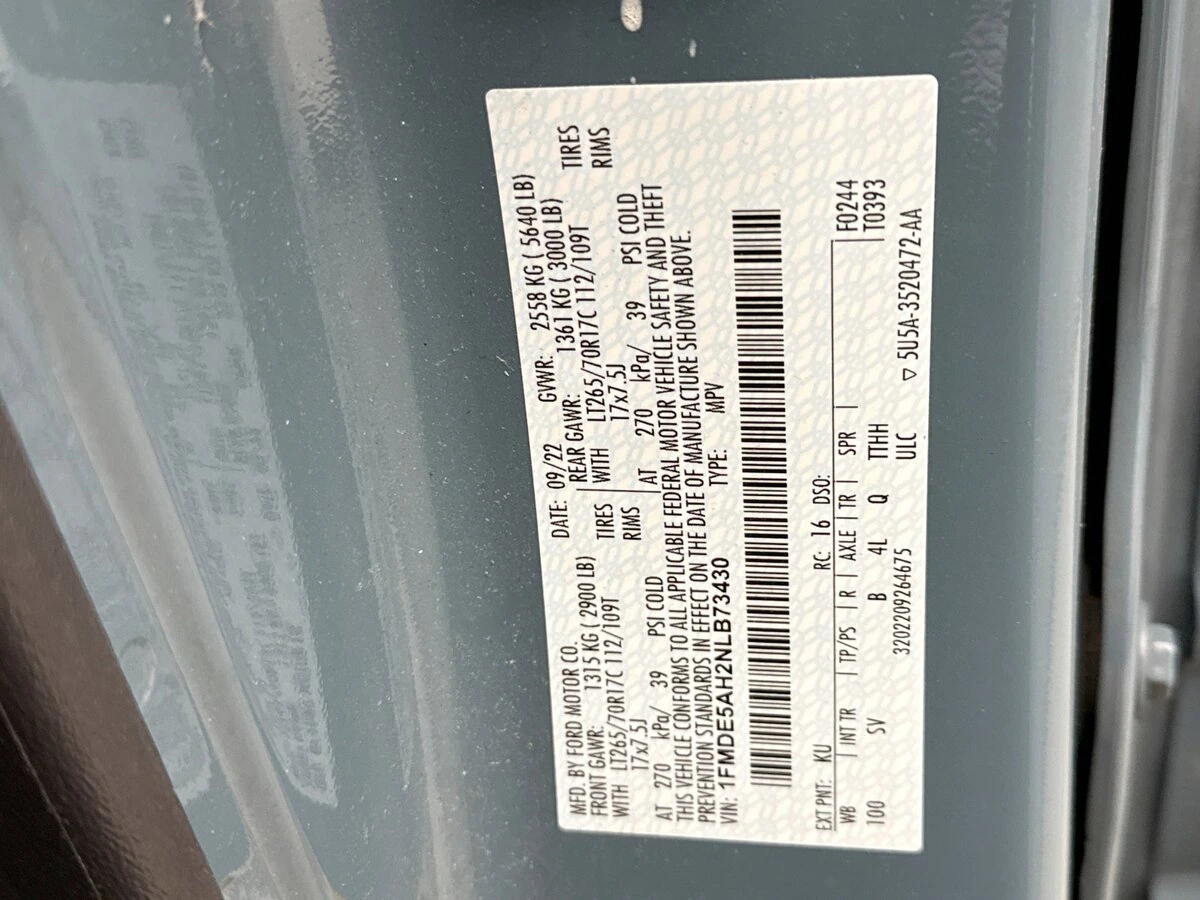 MFD. BY FORD MOTOR CO.
DATE: 09/22 GVWR: 2558 KG ( 5640 LB)
FRONT GAWR: 1315 KG ( 2900 LB) REAR GAWR: 1361 KG ( 3000 LB)
WITH LT265/70R17C 112/109T TIRES WITH LT265/70R17C 112/109T TIRES
17x7.5J RIMS 17x7.5J RIMS
AT 270 kPa/ 39 PSI COLD AT 270 kPa/ 39 PSI COLD
THIS VEHICLE CONFORMS TO ALL APPLICABLE FEDERAL MOTOR VEHICLE SAFETY AND THEFT
PREVENTION STANDARDS IN EFFECT ON THE DATE OF MANUFACTURE SHOWN ABOVE.
VIN: 1FMDE5AH2NLB73430 TYPE: MPV
EXT PNT: KU RC: 16 DSO: F0244
WB | INT TR | TP/PS | R | AXLE | TR | SPR | T0393
100 SV B 4L Q TTHH
3202209264675 ULC ▽ 5U5A-3520472-AA